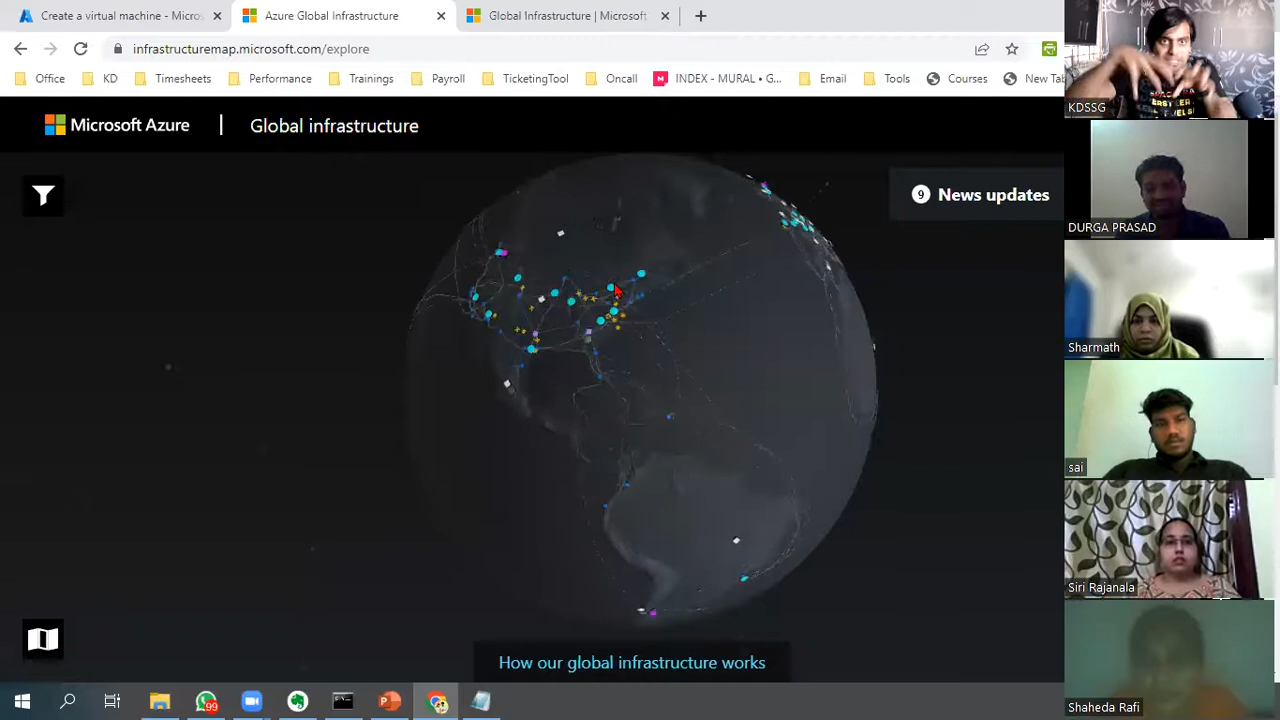 Create a virtual machine - Micros
Azure Global Infrastructure
Global Infrastructure | Microsoft
infrastructuremap.microsoft.com/explore
Office
KD
Timesheets
Performance
Trainings
Payroll
TicketingTool
Oncall
INDEX - MURAL • G...
Email
Tools
Courses
New Tab
Microsoft Azure
Global infrastructure
9 News updates
How our global infrastructure works
99
KDSSG
DURGA PRASAD
Sharmath
sai
Siri Rajanala
Shaheda Rafi